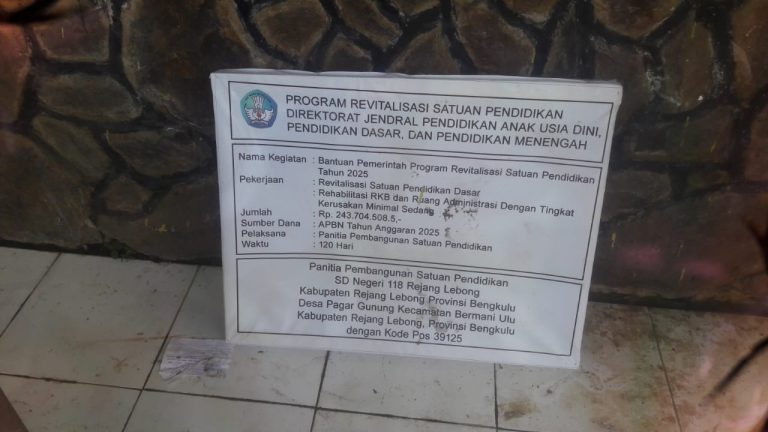 PROGRAM REVITALISASI SATUAN PENDIDIKAN
DIREKTORAT JENDRAL PENDIDIKAN ANAK USIA DINI,
PENDIDIKAN DASAR, DAN PENDIDIKAN MENENGAH
Nama Kegiatan : Bantuan Pemerintah Program Revitalisasi Satuan Pendidikan
Tahun 2025
Pekerjaan : Revitalisasi Satuan Pendidikan Dasar
: Rehabilitasi RKB dan Ruang Administrasi Dengan Tingkat
Kerusakan Minimal Sedang
Jumlah : Rp. 243.704.508.5,-
Sumber Dana : APBN Tahun Anggaran 2025
Pelaksana : Panitia Pembangunan Satuan Pendidikan
Waktu : 120 Hari
Panitia Pembangunan Satuan Pendidikan
SD Negeri 118 Rejang Lebong
Kabupaten Rejang Lebong Provinsi Bengkulu
Desa Pagar Gunung Kecamatan Bermani Ulu
Kabupaten Rejang Lebong, Provinsi Bengkulu
dengan Kode Pos 39125